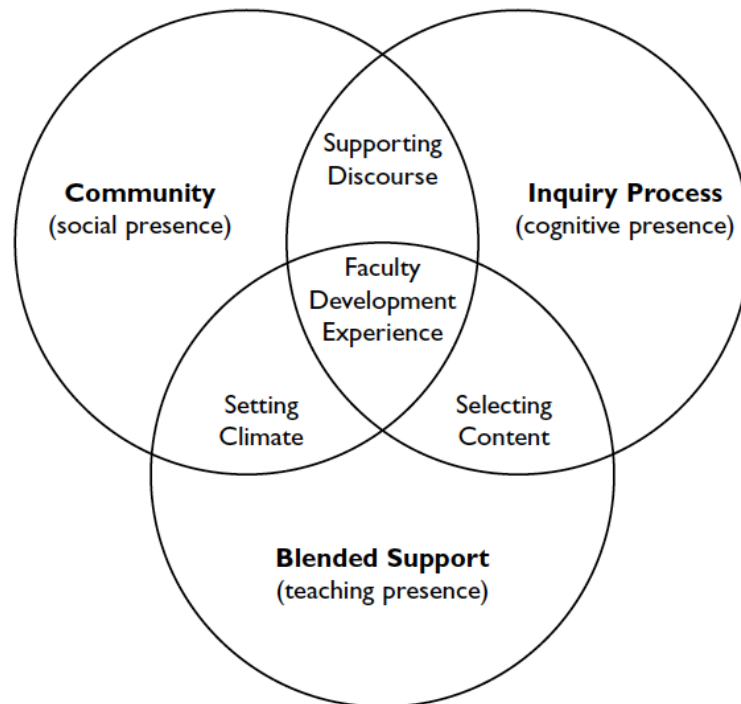 Supporting
Discourse
Community
(social presence)
Inquiry Process
(cognitive presence)
Faculty
Development
Experience
Setting
Climate
Selecting
Content
Blended Support
(teaching presence)